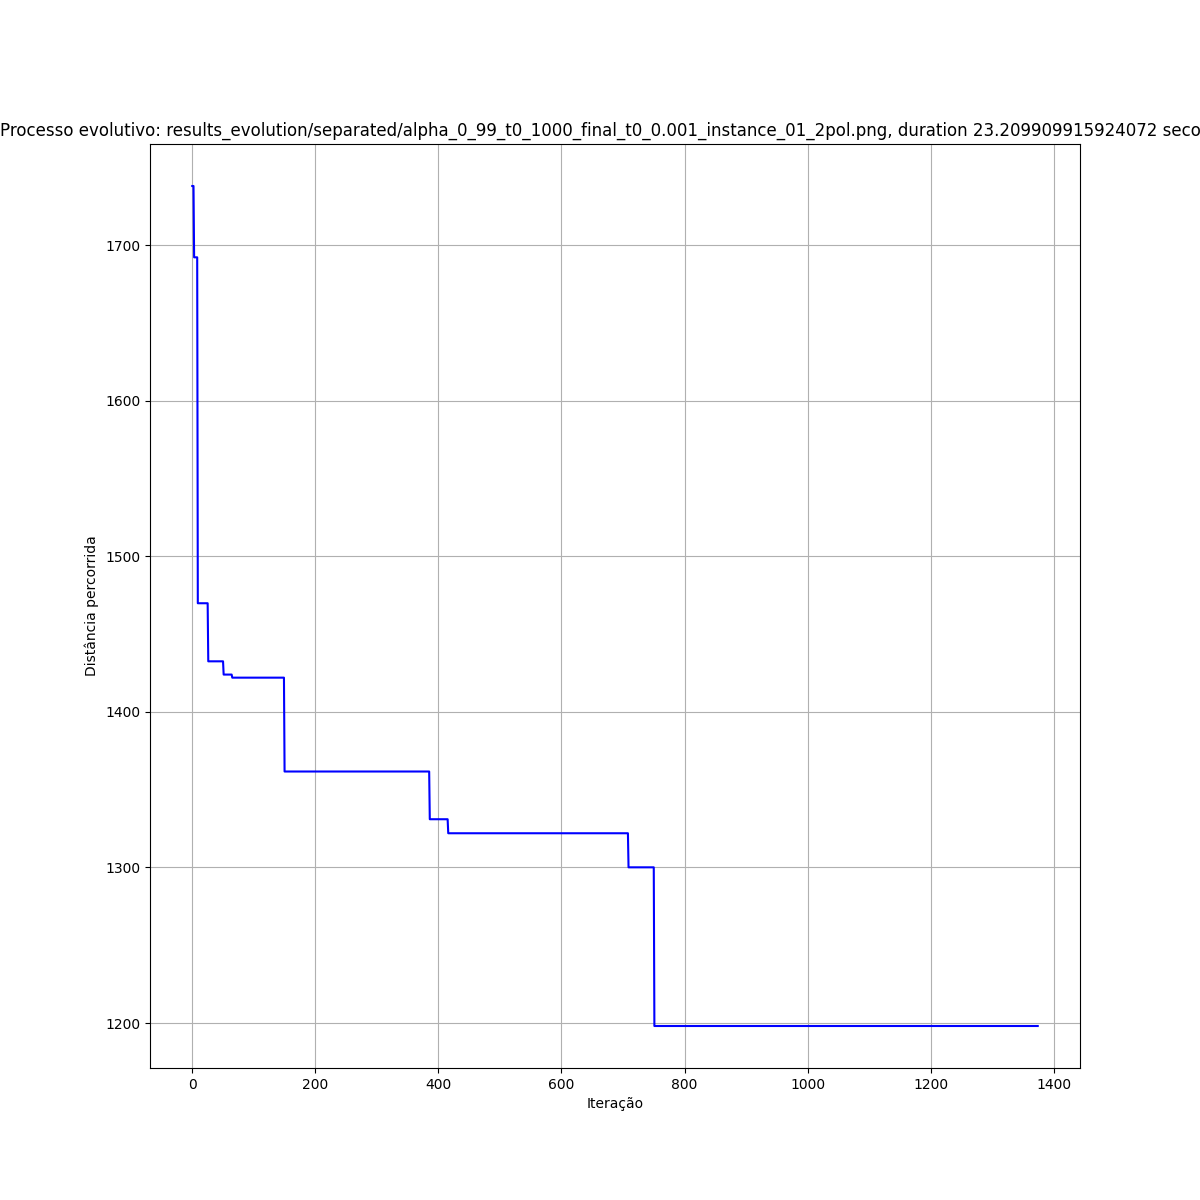 Processo evolutivo: results_evolution/separated/alpha_0_99_t0_1000_final_t0_0.001_instance_01_2pol.png, duration 23.209909915924072 seco
1700
1600
1500
1400
1300
1200
Distância percorrida
0 200 400 600 800 1000 1200 1400
Iteração